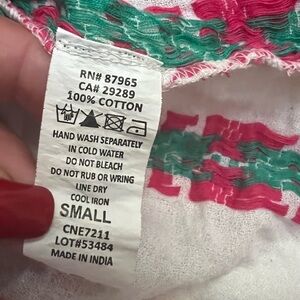 RN# 87965
CA# 29289
100% COTTON
HAND WASH SEPARATELY
IN COLD WATER
DO NOT BLEACH
DO NOT RUB OR WRING
LINE DRY
COOL IRON
SMALL
CNE7211
LOT#53484
MADE IN INDIA